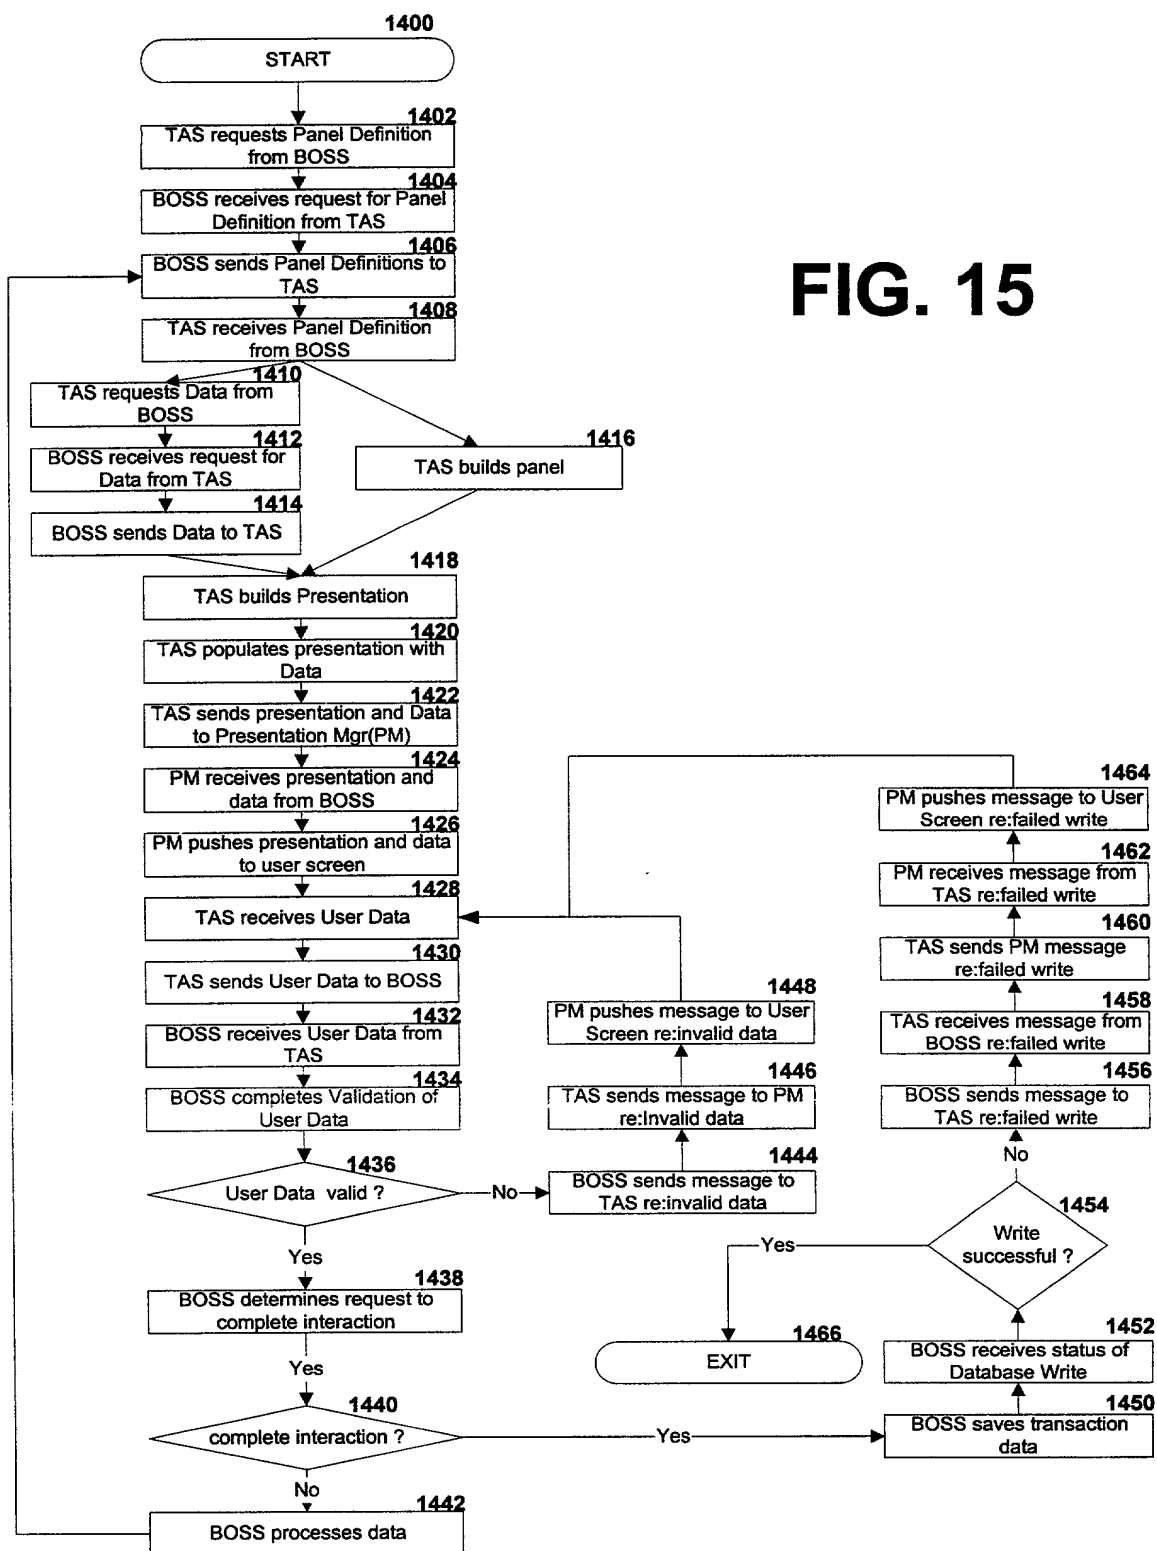 1400
START
1402
TAS requests Panel Definition
from BOSS
1404
BOSS receives request for Panel
Definition from TAS
1406
BOSS sends Panel Definitions to
TAS
1408
TAS receives Panel Definition
from BOSS
FIG. 15
1410
TAS requests Data from
BOSS
1412
BOSS receives request for
Data from TAS
1414
BOSS sends Data to TAS
1416
TAS builds panel
1418
TAS builds Presentation
1420
TAS populates presentation with
Data
1422
TAS sends presentation and Data
to Presentation Mgr(PM)
1424
PM receives presentation and
data from BOSS
1426
PM pushes presentation and data
to user screen
1428
TAS receives User Data
1430
TAS sends User Data to BOSS
1432
BOSS receives User Data from
TAS
1434
BOSS completes Validation of
User Data
1436
User Data valid ?
No
Yes
1438
BOSS determines request to
complete interaction
Yes
1440
complete interaction ?
Yes
No
1442
BOSS processes data
1448
PM pushes message to User
Screen re:invalid data
1446
TAS sends message to PM
re:Invalid data
1444
BOSS sends message to
TAS re:invalid data
1464
PM pushes message to User
Screen re:failed write
1462
PM receives message from
TAS re:failed write
1460
TAS sends PM message
re:failed write
1458
TAS receives message from
BOSS re:failed write
1456
BOSS sends message to
TAS re:failed write
No
1454
Write
successful ?
Yes
1466
EXIT
1452
BOSS receives status of
Database Write
1450
BOSS saves transaction
data